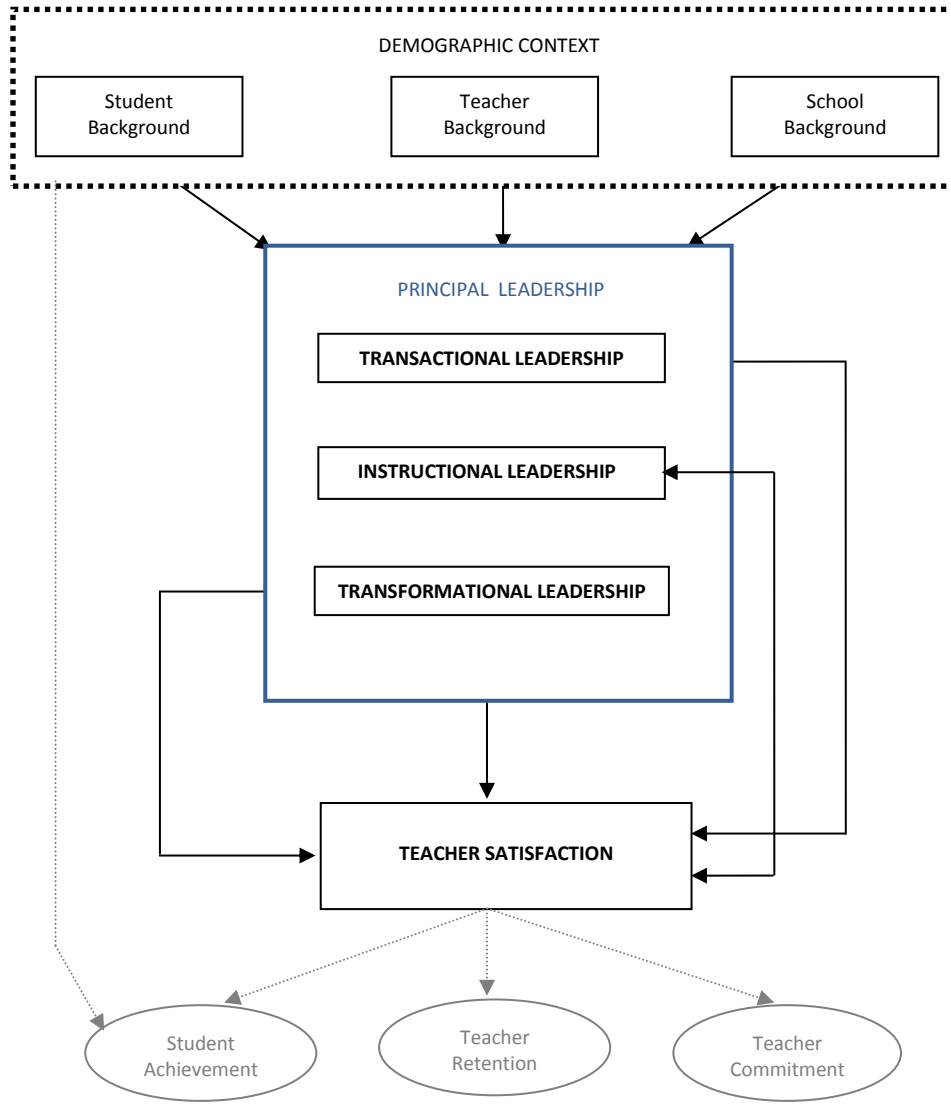 DEMOGRAPHIC CONTEXT
Student
Background
Teacher
Background
School
Background
PRINCIPAL LEADERSHIP
TRANSACTIONAL LEADERSHIP
INSTRUCTIONAL LEADERSHIP
TRANSFORMATIONAL LEADERSHIP
TEACHER SATISFACTION
Student
Achievement
Teacher
Retention
Teacher
Commitment